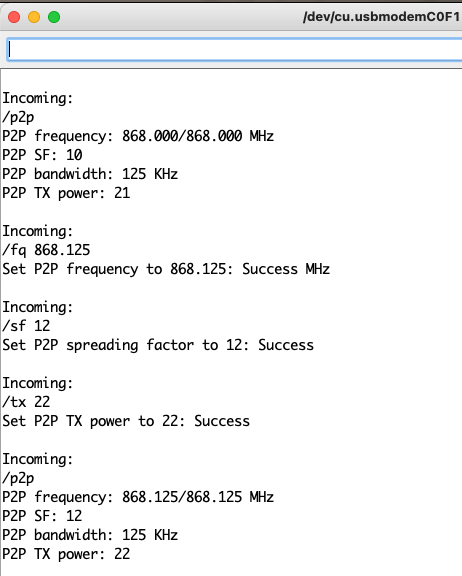 /dev/cu.usbmodemC0F1
Incoming:
/p2p
P2P frequency: 868.000/868.000 MHz
P2P SF: 10
P2P bandwidth: 125 KHz
P2P TX power: 21
Incoming:
/fq 868.125
Set P2P frequency to 868.125: Success MHz
Incoming:
/sf 12
Set P2P spreading factor to 12: Success
Incoming:
/tx 22
Set P2P TX power to 22: Success
Incoming:
/p2p
P2P frequency: 868.125/868.125 MHz
P2P SF: 12
P2P bandwidth: 125 KHz
P2P TX power: 22